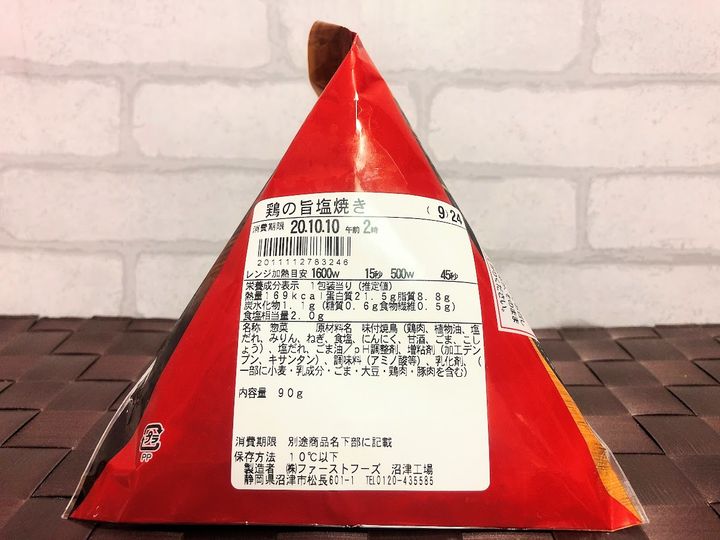 鶏の旨塩焼き
(9)24
消費期限 20.10.10 午前 2時
2011112783246
レンジ加熱目安 1600w 15秒 500w 45秒
栄養成分表示 1包装当り(推定値)
熱量169kcal蛋白質21.5g脂質8.8g
炭水化物1.1g(糖質0.6g食物繊維0.5g)
食塩相当量2.0g
名称 惣菜 原材料名 味付焼鳥(鶏肉、植物油、塩
だれ、みりん、ねぎ、食塩、にんにく、甘酒、ごま、こし
ょう)、塩だれ、ごま油/pH調整剤、増粘剤(加工デン
プン、キサンタン)、調味料(アミノ酸等)、乳化剤、(
一部に小麦・乳成分・ごま・大豆・鶏肉・豚肉を含む)
内容量 90g
消費期限 別途商品名下部に記載
保存方法 10℃以下
製造者 ㈱ファーストフーズ 沼津工場
静岡県沼津市松長601-1 TEL0120-435585
プラ
PP